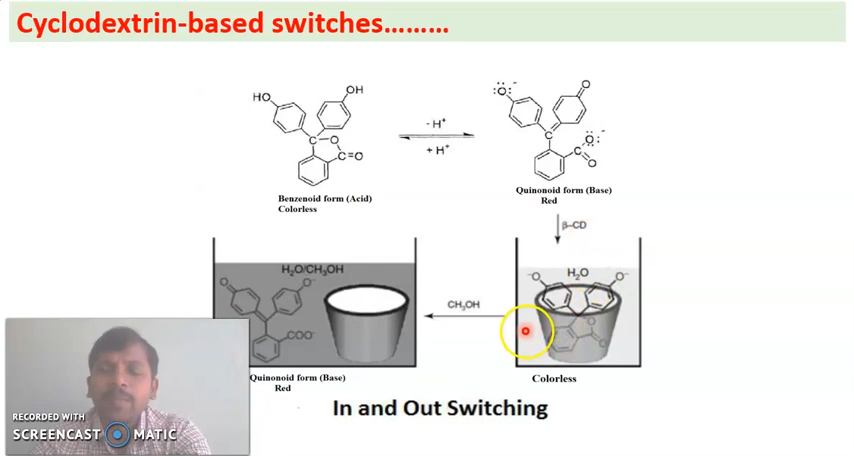 Cyclodextrin-based switches………
HO
OH
C
O
C=O
- H⁺
+ H⁺
:O:⁻
O
C
O:⁻
C
O
Benzenoid form (Acid)
Colorless
Quinonoid form (Base)
Red
β-CD
H₂O/CH₃OH
O
O⁻
COO⁻
CH₃OH
H₂O
⁻O
O⁻
O
O
Quinonoid form (Base)
Red
Colorless
In and Out Switching
RECORDED WITH
SCREENCAST MATIC